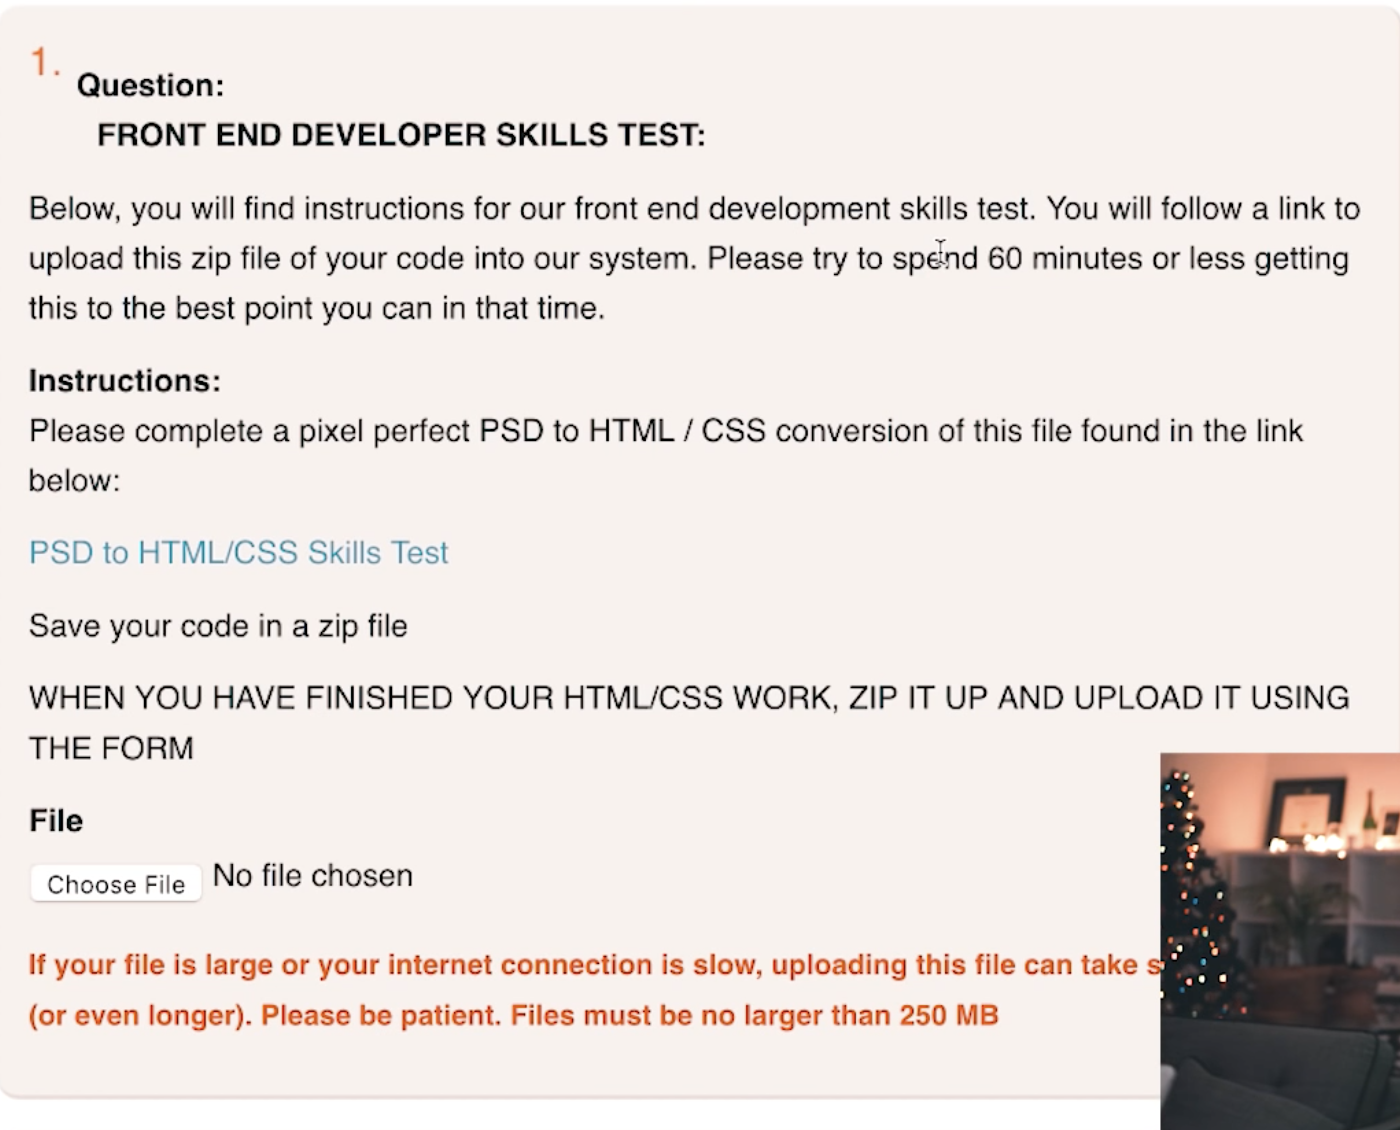 1.
Question:
FRONT END DEVELOPER SKILLS TEST:
Below, you will find instructions for our front end development skills test. You will follow a link to
upload this zip file of your code into our system. Please try to spend 60 minutes or less getting
this to the best point you can in that time.
Instructions:
Please complete a pixel perfect PSD to HTML / CSS conversion of this file found in the link
below:
PSD to HTML/CSS Skills Test
Save your code in a zip file
WHEN YOU HAVE FINISHED YOUR HTML/CSS WORK, ZIP IT UP AND UPLOAD IT USING
THE FORM
File
Choose File No file chosen
If your file is large or your internet connection is slow, uploading this file can take
(or even longer). Please be patient. Files must be no larger than 250 MB